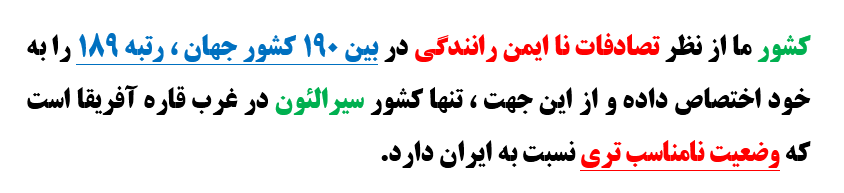 کشور ما از نظر تصادفات نا ایمن رانندگی در بین ۱۹۰ کشور جهان ، رتبه ۱۸۹ را به
خود اختصاص داده و از این جهت ، تنها کشور سیرالئون در غرب قاره آفریقا است
که وضعیت نامناسب تری نسبت به ایران دارد.